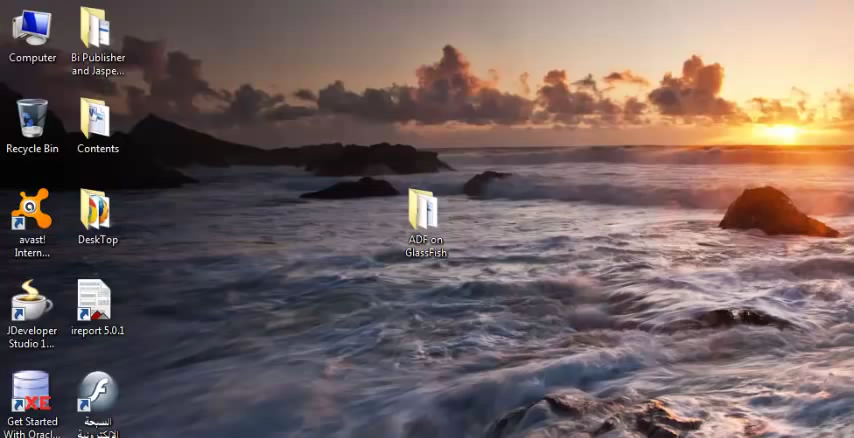 Computer
Bi Publisher
and Jaspe...
Recycle Bin
Contents
avast!
Intern...
DeskTop
ADF on
GlassFish
JDeveloper
Studio 1...
ireport 5.0.1
XE
Get Started
With Oracl...
السبحة
الإلكترونية